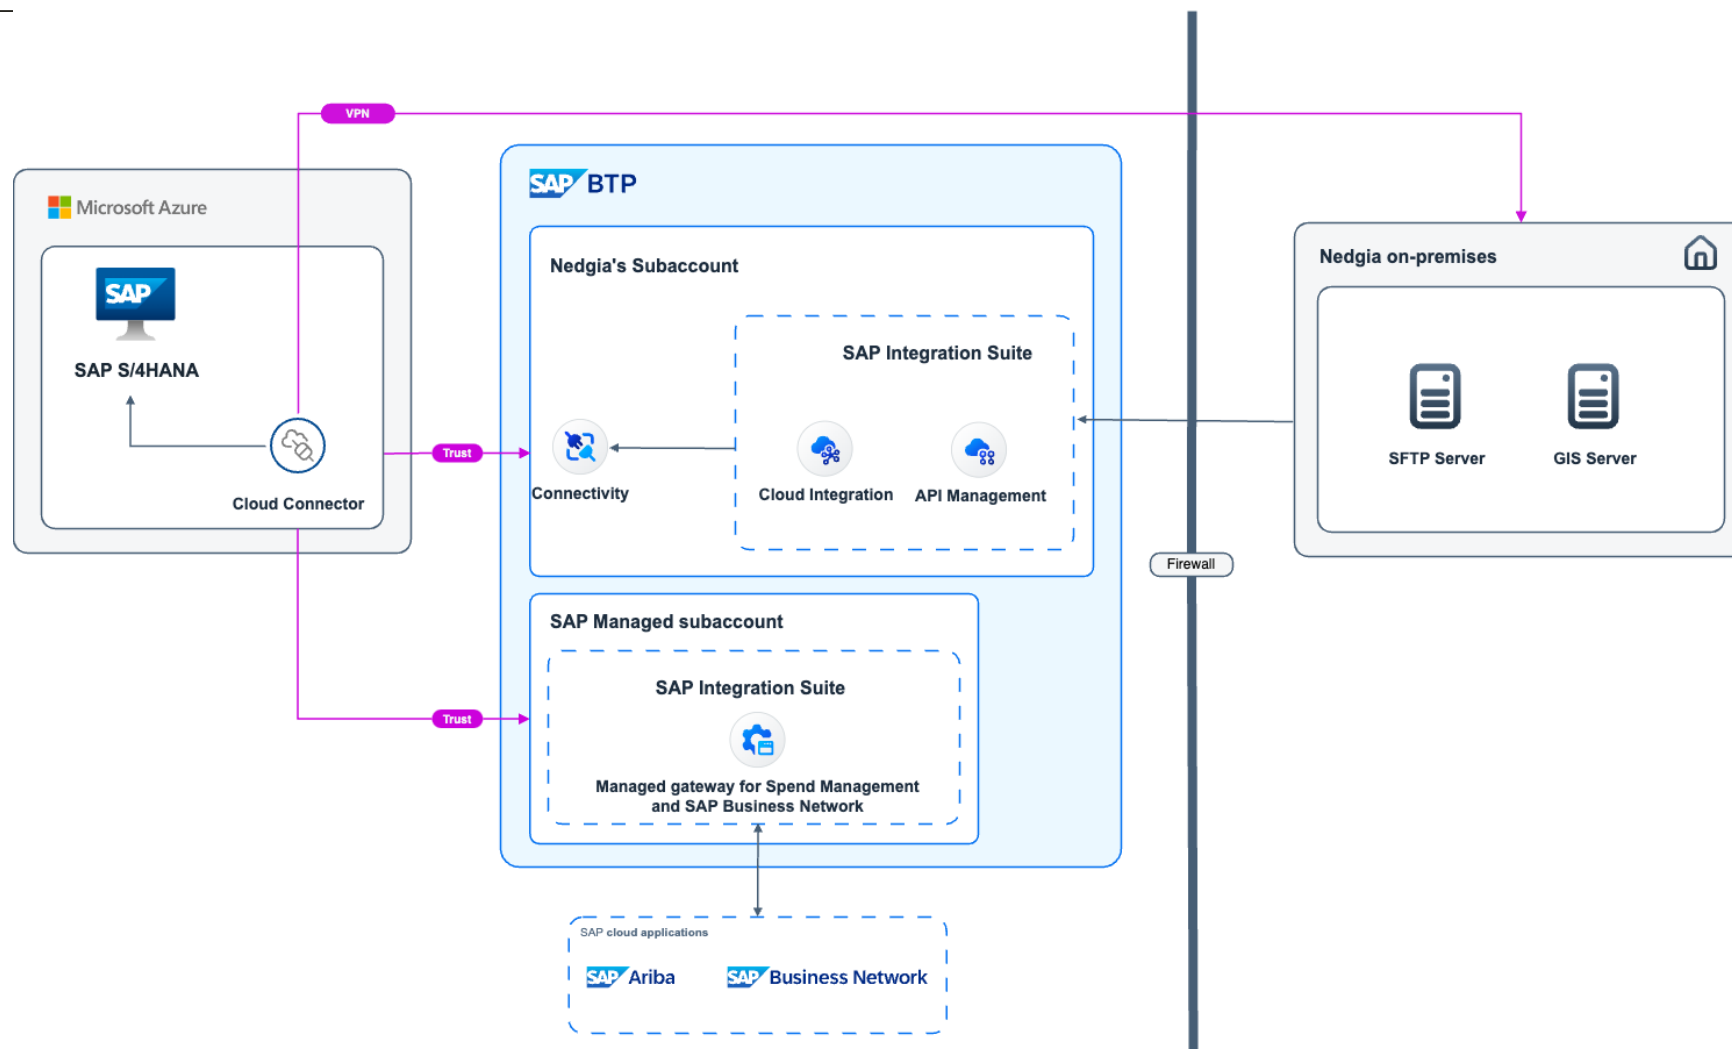 VPN
Microsoft Azure
SAP
SAP S/4HANA
Cloud Connector
Trust
Trust
SAP BTP
Nedgia's Subaccount
SAP Integration Suite
Connectivity
Cloud Integration
API Management
SAP Managed subaccount
SAP Integration Suite
Managed gateway for Spend Management
and SAP Business Network
SAP cloud applications
SAP Ariba
SAP Business Network
Firewall
Nedgia on-premises
SFTP Server
GIS Server